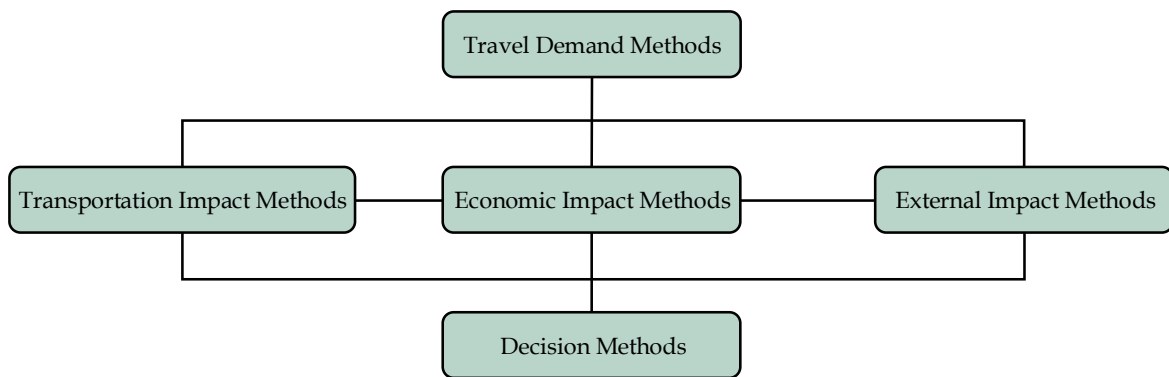 Travel Demand Methods
Transportation Impact Methods
Economic Impact Methods
External Impact Methods
Decision Methods